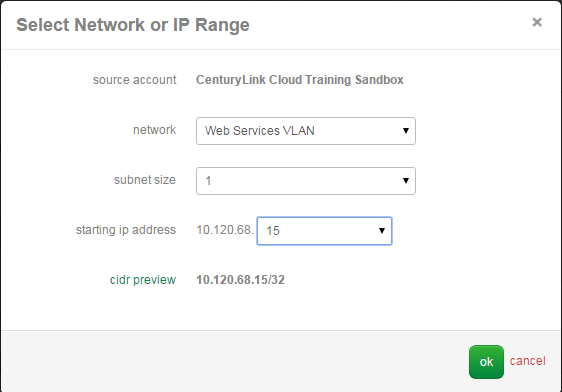 Select Network or IP Range ×
source account CenturyLink Cloud Training Sandbox
network Web Services VLAN
subnet size 1
starting ip address 10.120.68. 15
cidr preview 10.120.68.15/32
ok cancel